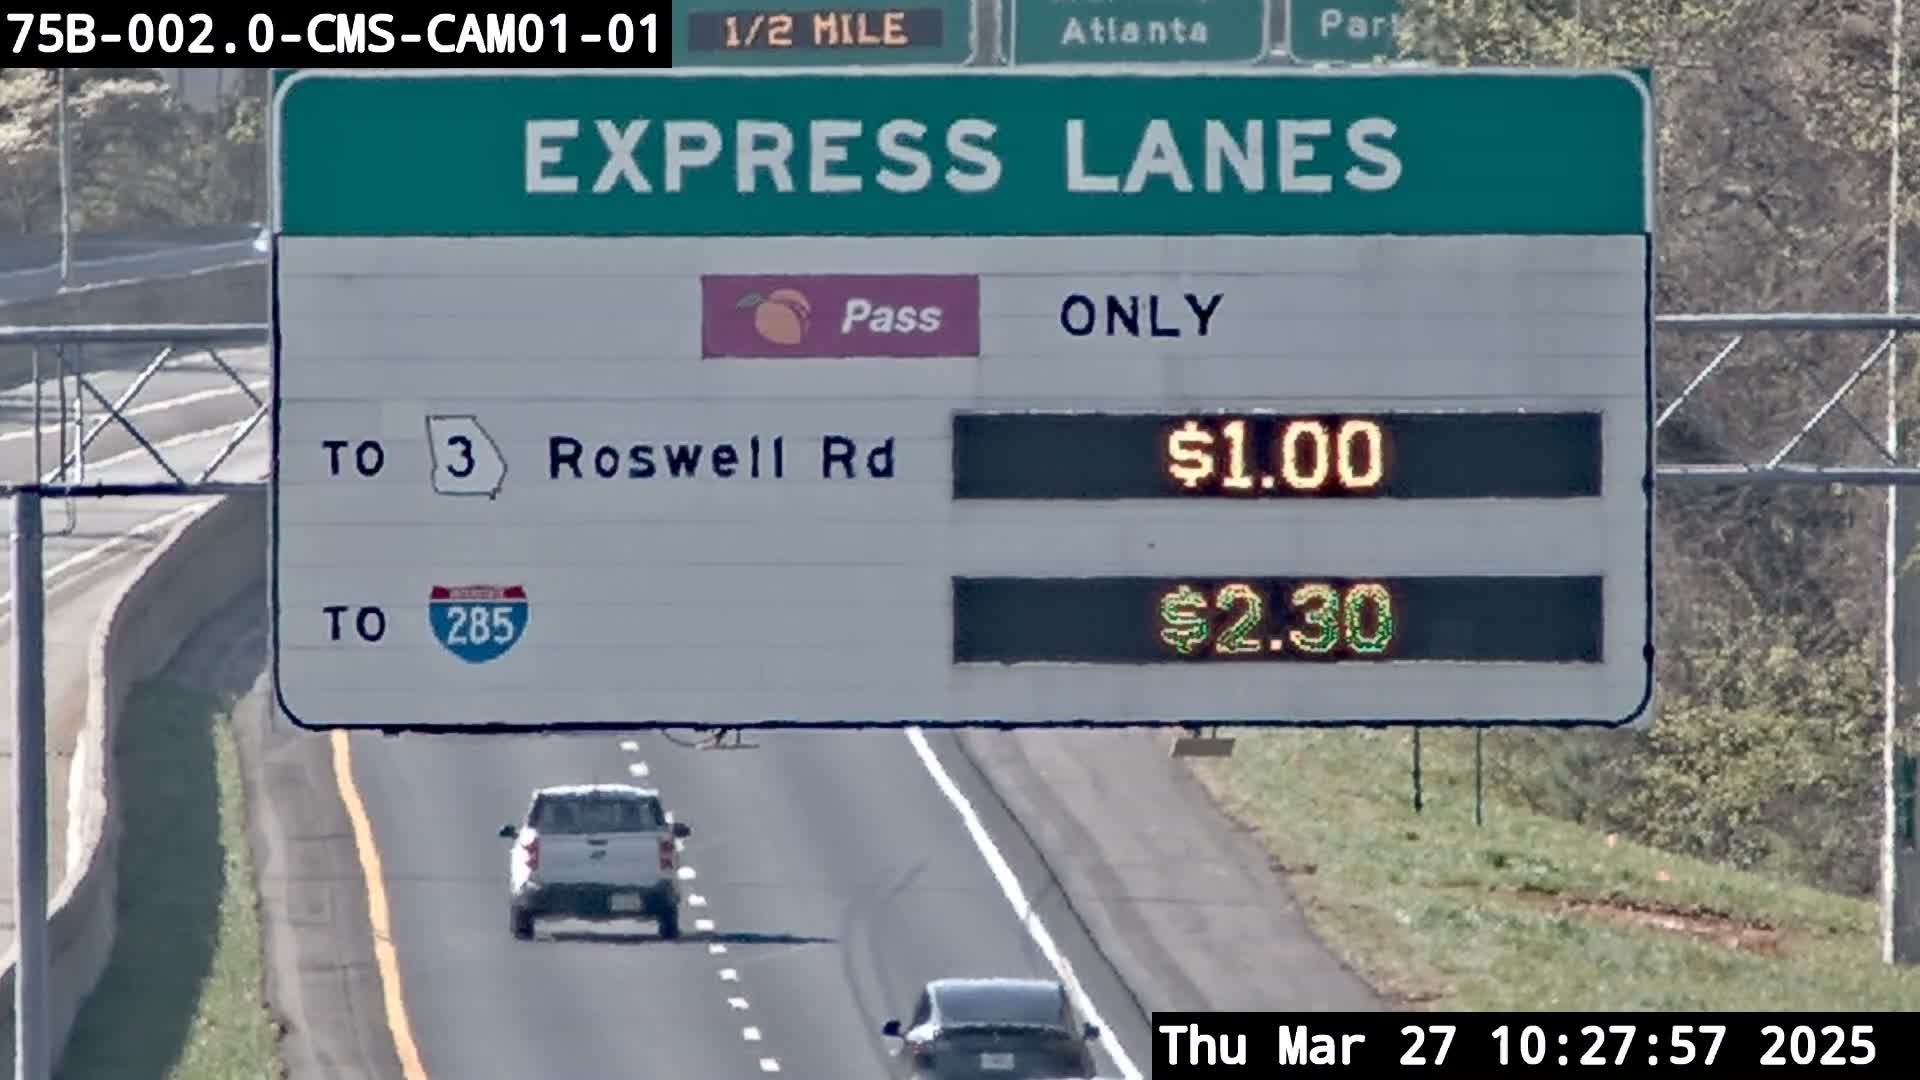 75B-002.0-CMS-CAM01-01
1/2 MILE
Atlanta
EXPRESS LANES
Pass ONLY
TO 3 Roswell Rd $1.00
TO INTERSTATE 285 $2.30
Thu Mar 27 10:27:57 2025